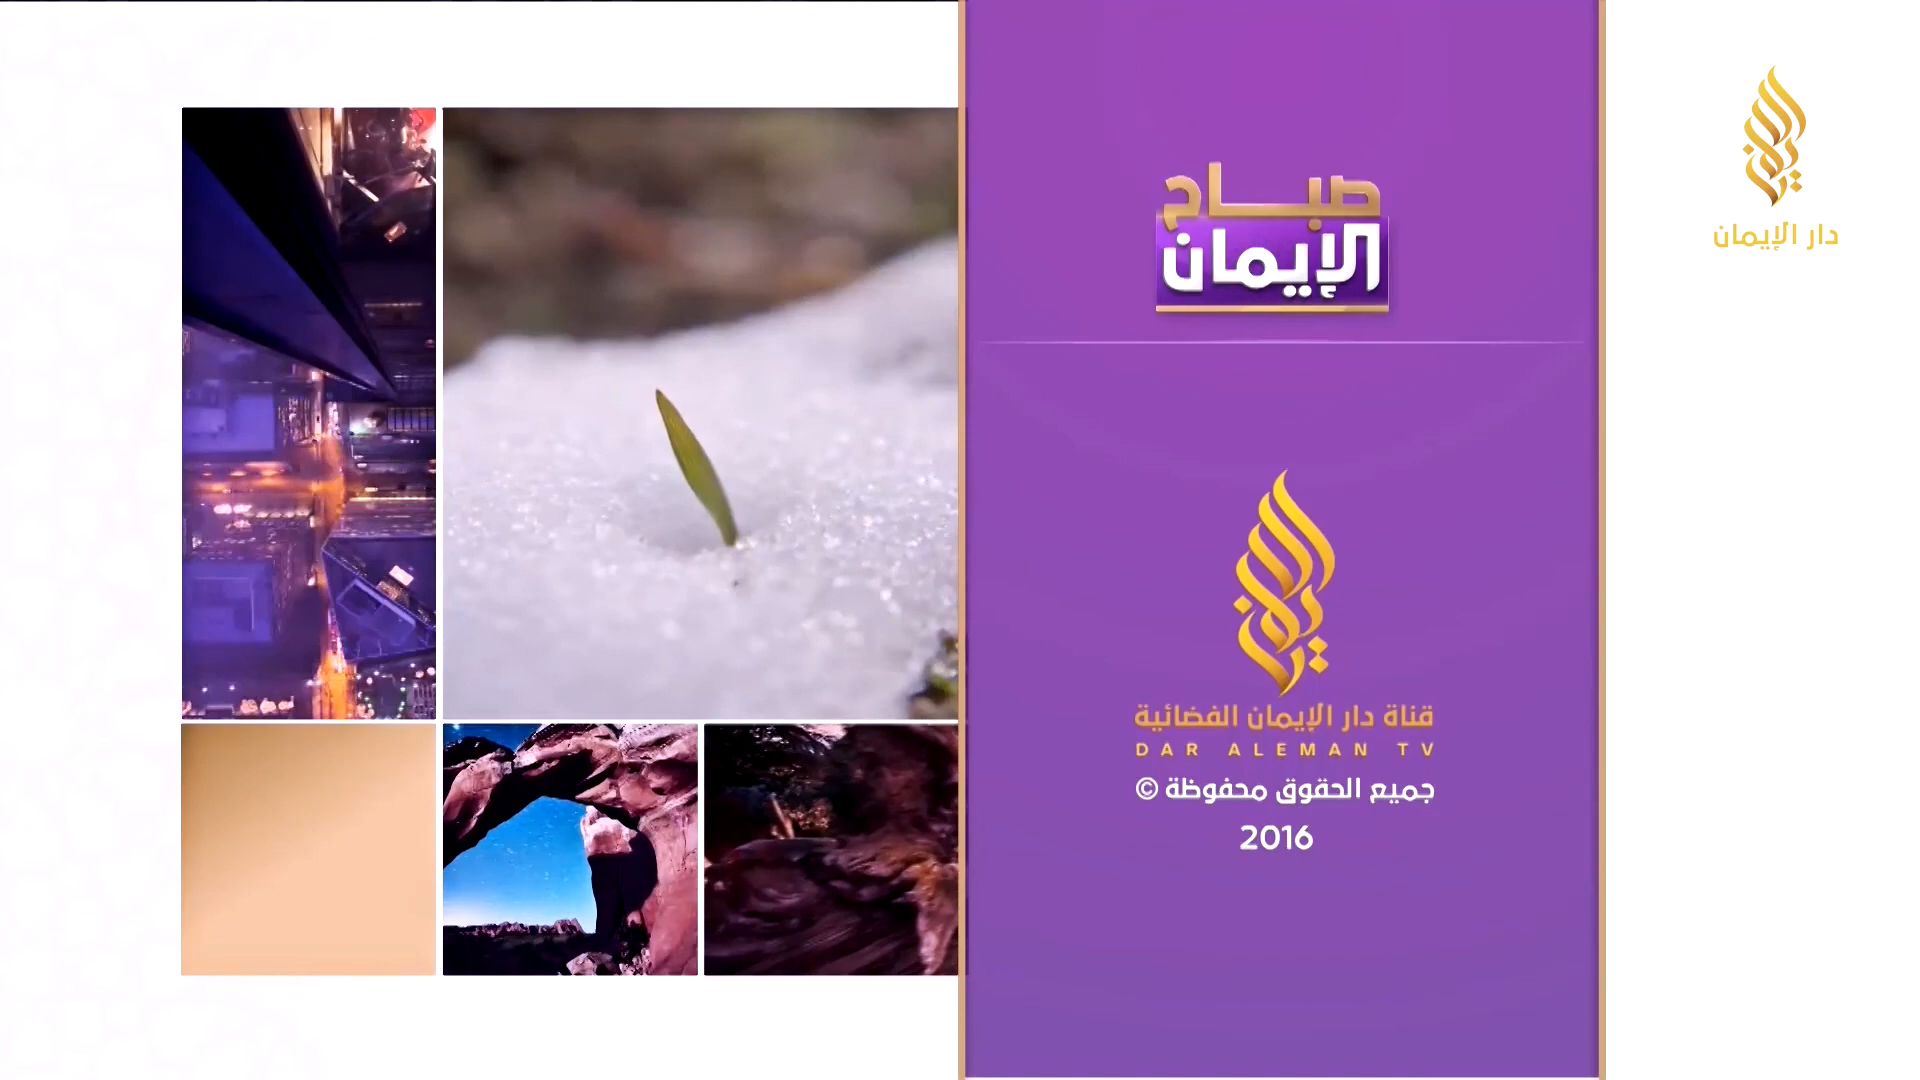 صباح
الإيمان
قناة دار الإيمان الفضائية
DAR ALEMAN TV
جميع الحقوق محفوظة ©
2016
دار الإيمان